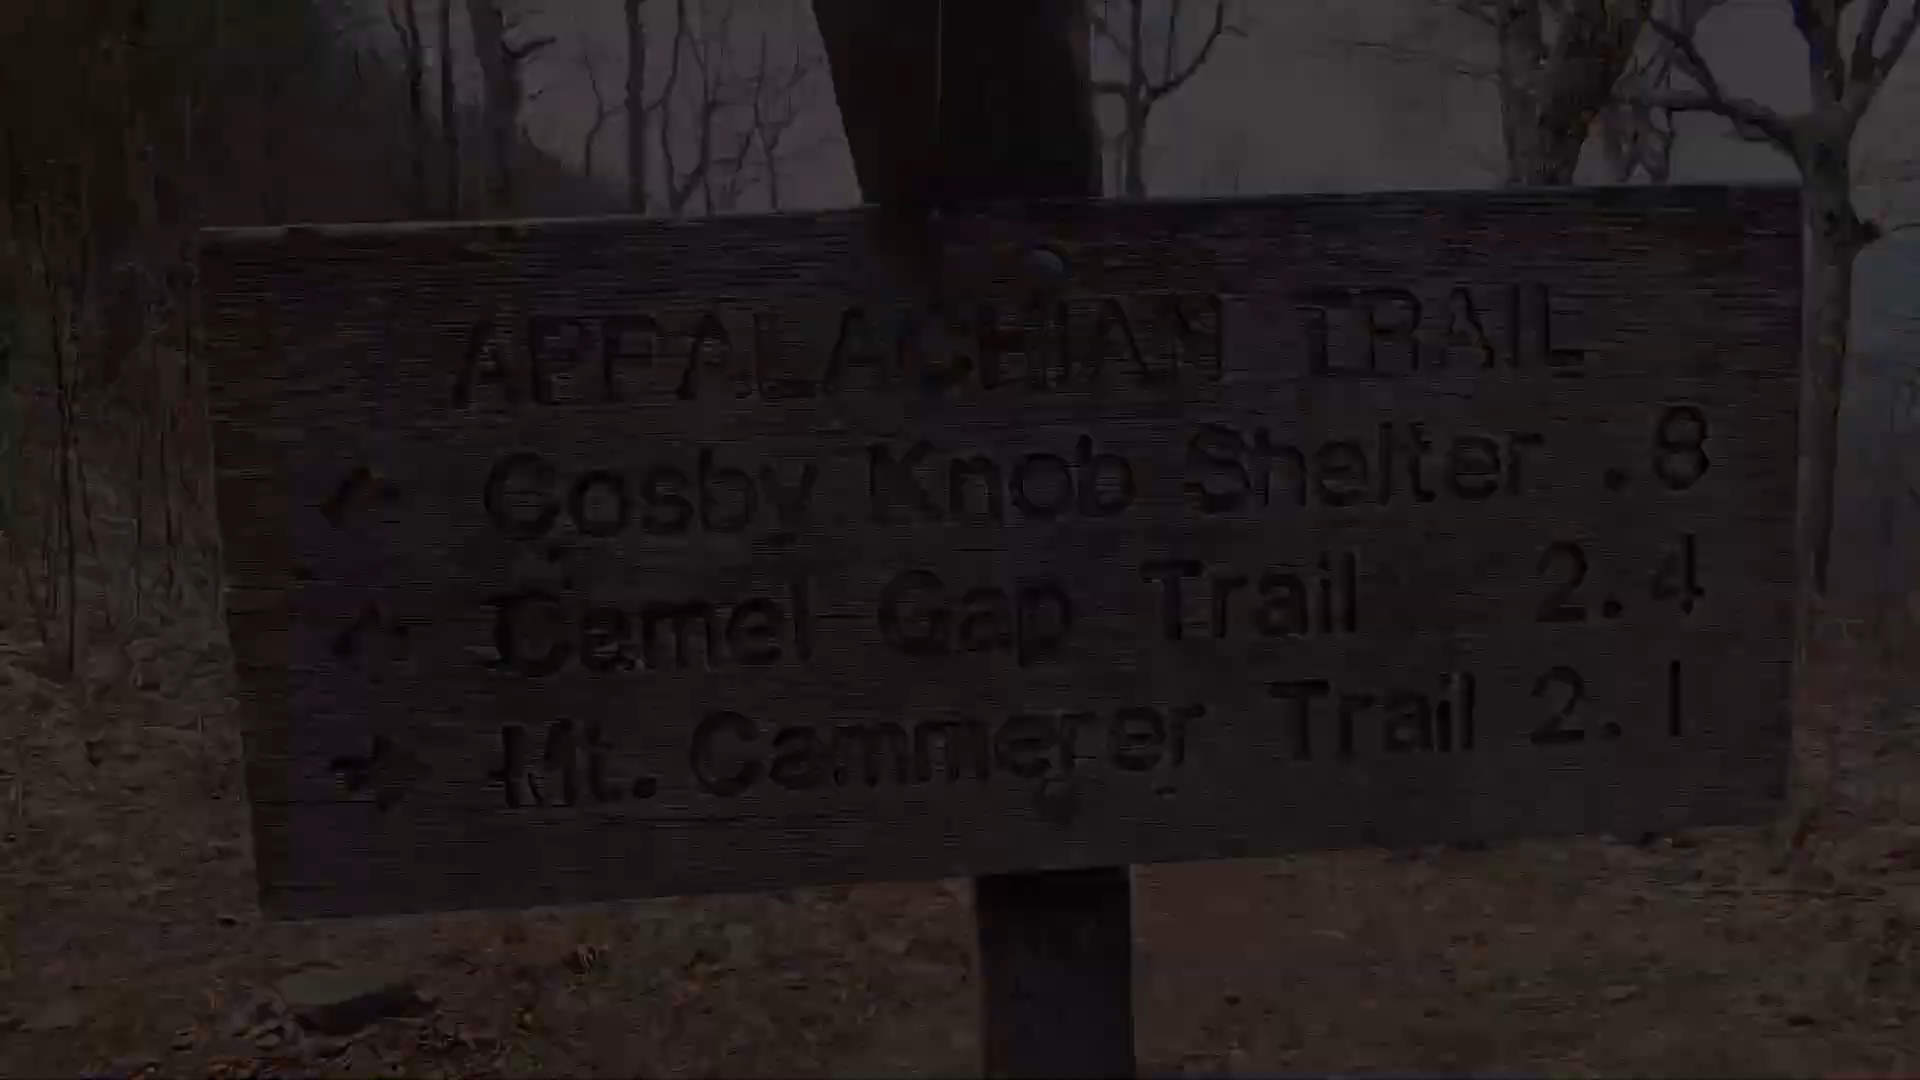 APPALACHIAN TRAIL
← Cosby Knob Shelter .8
← Camel Gap Trail 2.4
→ Mt. Cammerer Trail 2.1